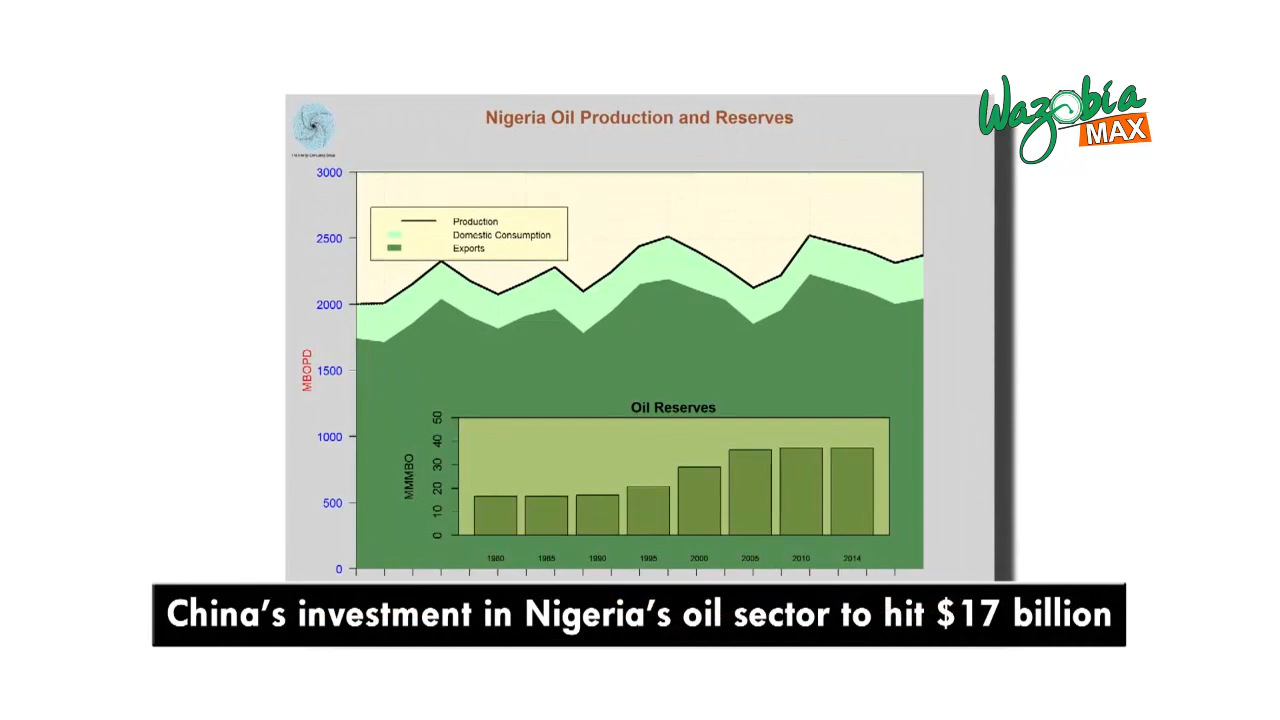 Wazobia
MAX
Nigeria Oil Production and Reserves
3000
2500
2000
1500
1000
500
0
MBOPD
Production
Domestic Consumption
Exports
Oil Reserves
50
40
30
20
10
0
MMMBO
1980
1985
1990
1995
2000
2005
2010
2014
China's investment in Nigeria's oil sector to hit $17 billion